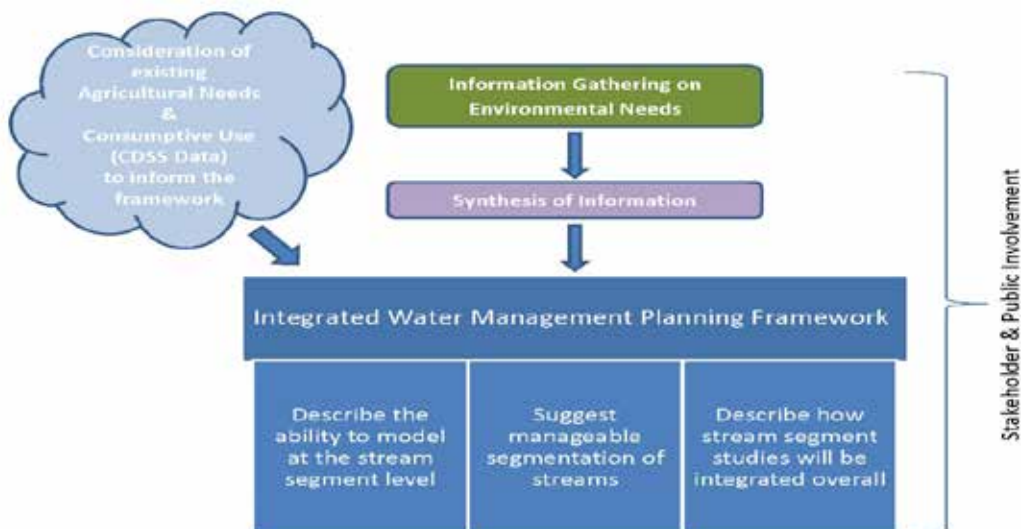 Consideration of
existing
Agricultural Needs
&
Consumptive Use
(CDSS Data)
to inform the
framework
Information Gathering on
Environmental Needs
Synthesis of Information
Integrated Water Management Planning Framework
Describe the
ability to model
at the stream
segment level
Suggest
manageable
segmentation of
streams
Describe how
stream segment
studies will be
integrated overall
Stakeholder & Public Involvement